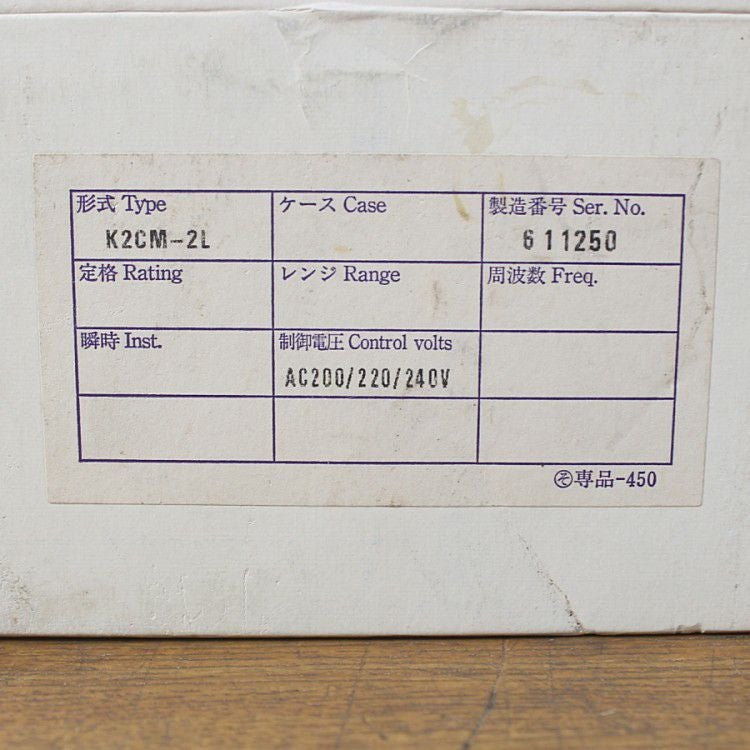 形式 Type
K2CM-2L
ケース Case
製造番号 Ser. No.
611250
定格 Rating
レンジ Range
周波数 Freq.
瞬時 Inst.
制御電圧 Control volts
AC200/220/240V
㋞専品-450